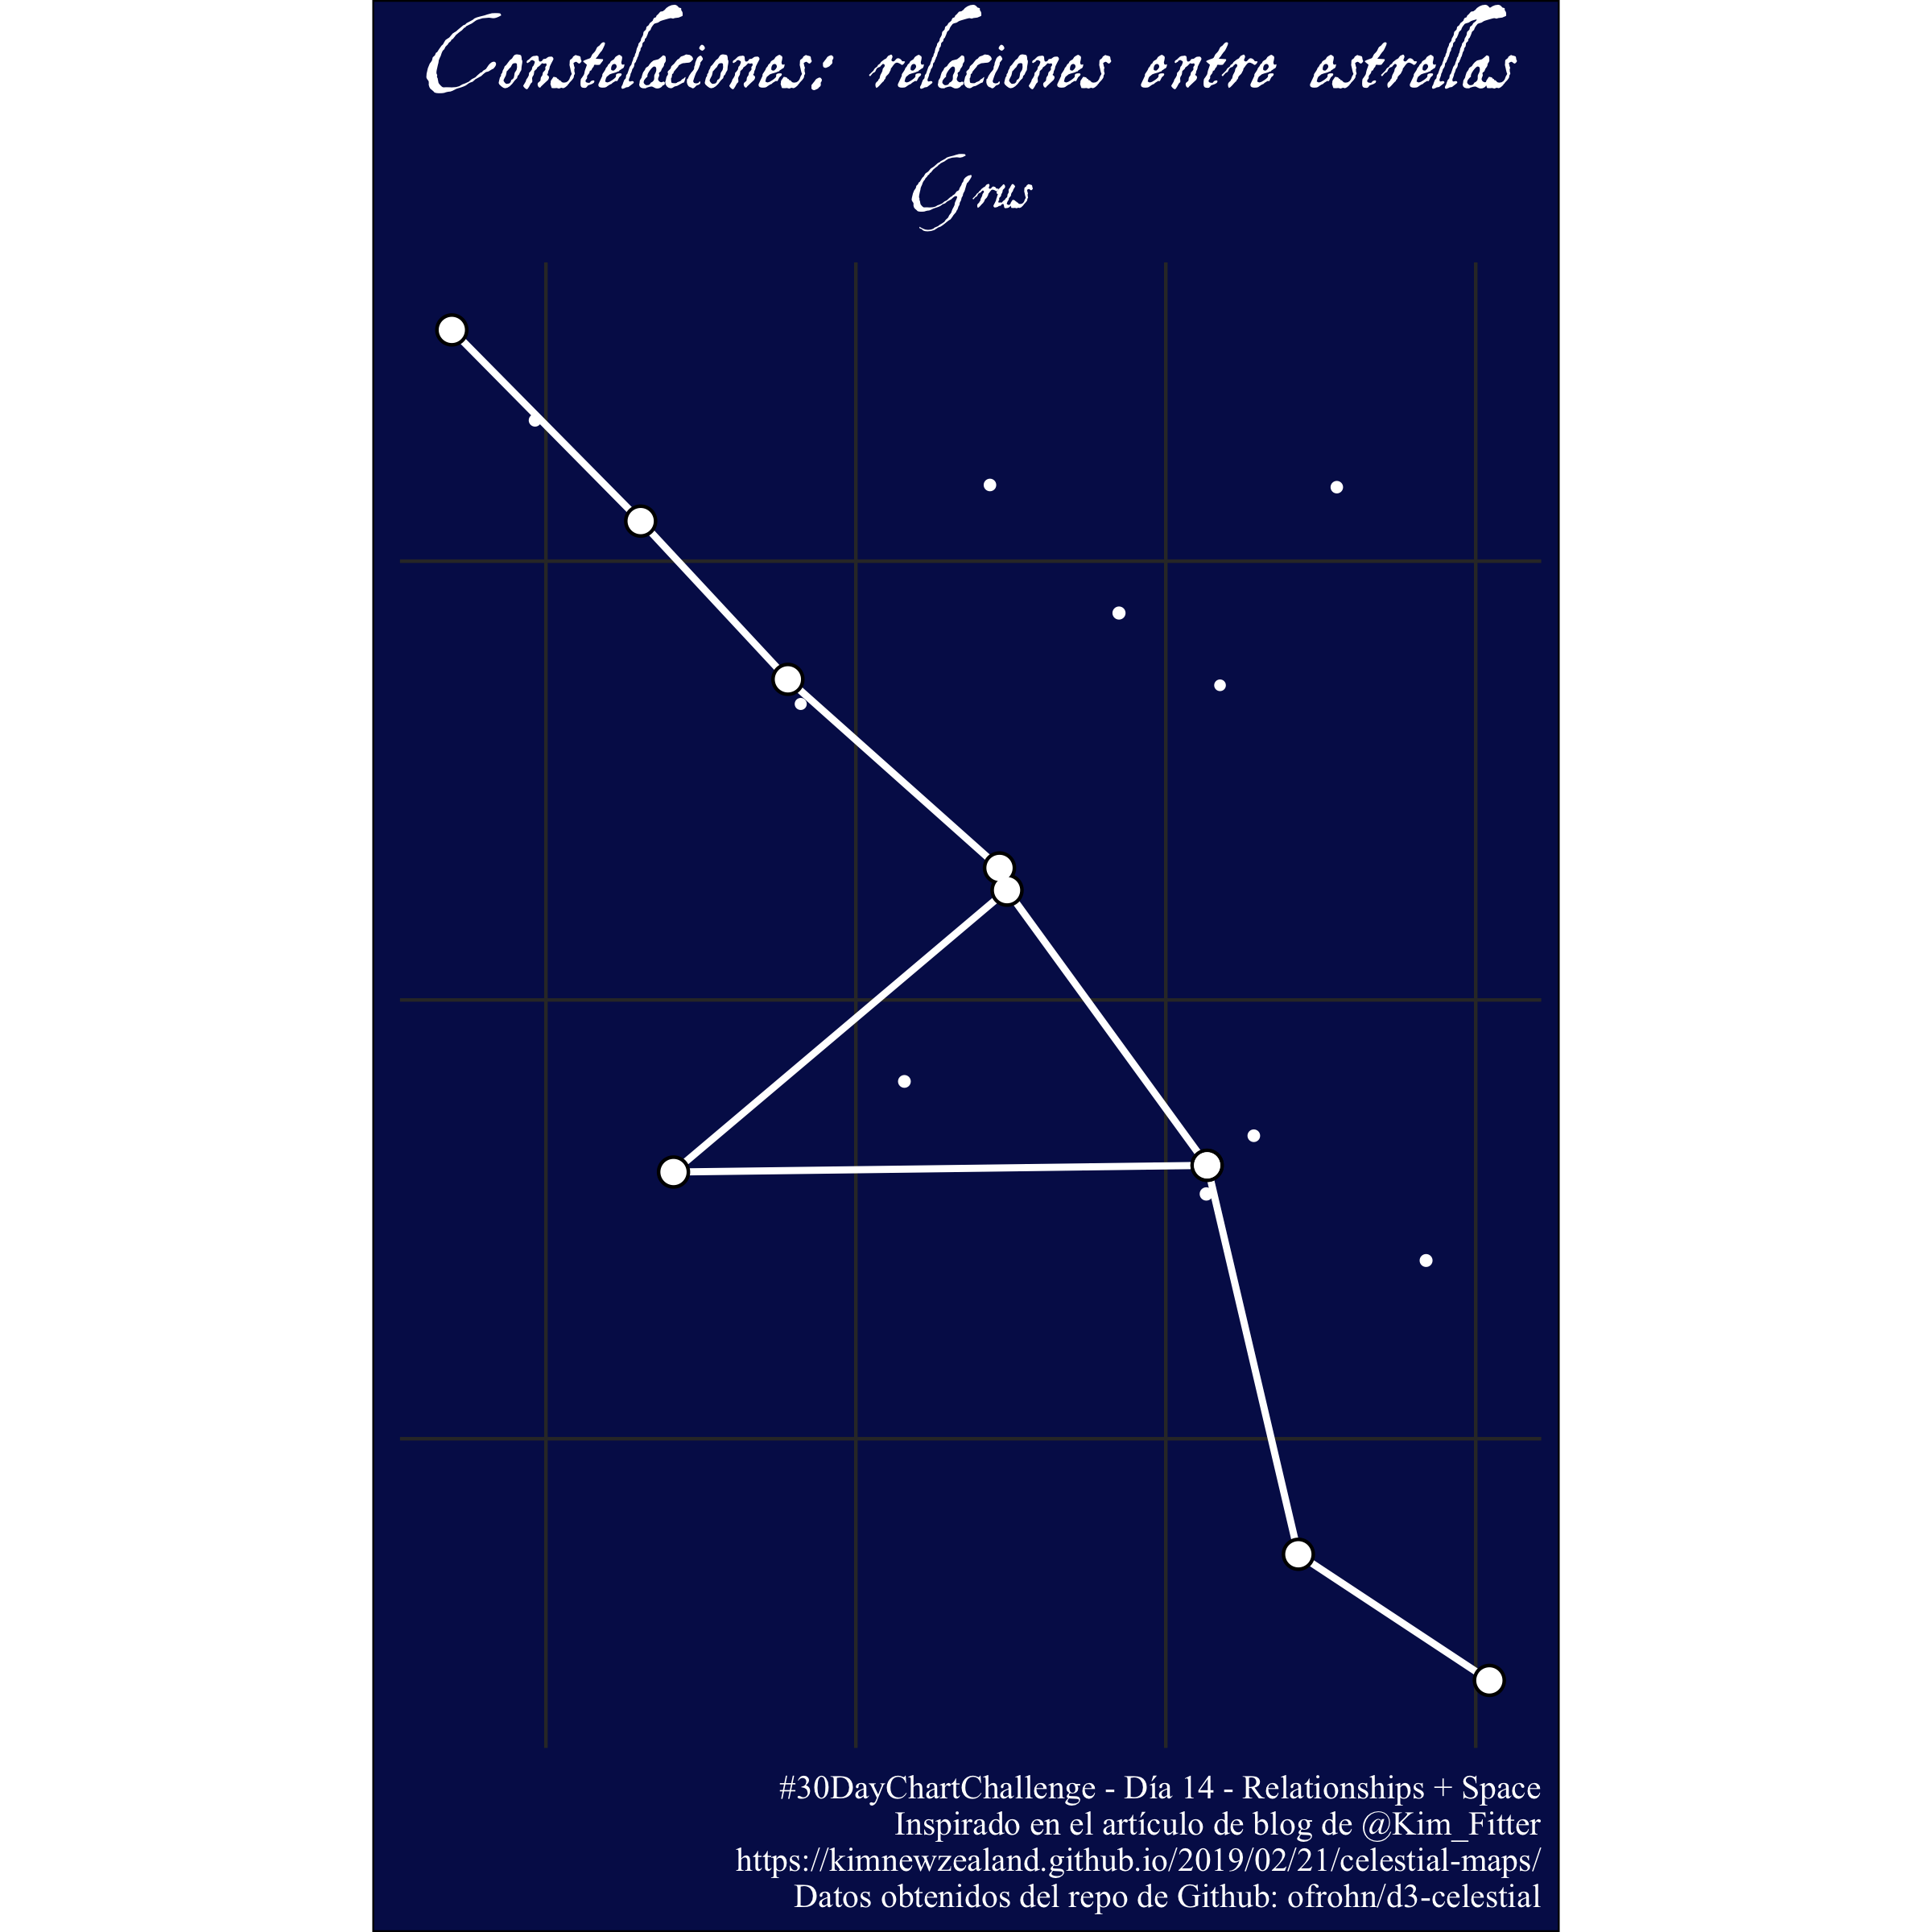 Constelaciones: relaciones entre estrellas
Grus
#30DayChartChallenge - Día 14 - Relationships + Space
Inspirado en el artículo de blog de @Kim_Fitter
https://kimnewzealand.github.io/2019/02/21/celestial-maps/
Datos obtenidos del repo de Github: ofrohn/d3-celestial